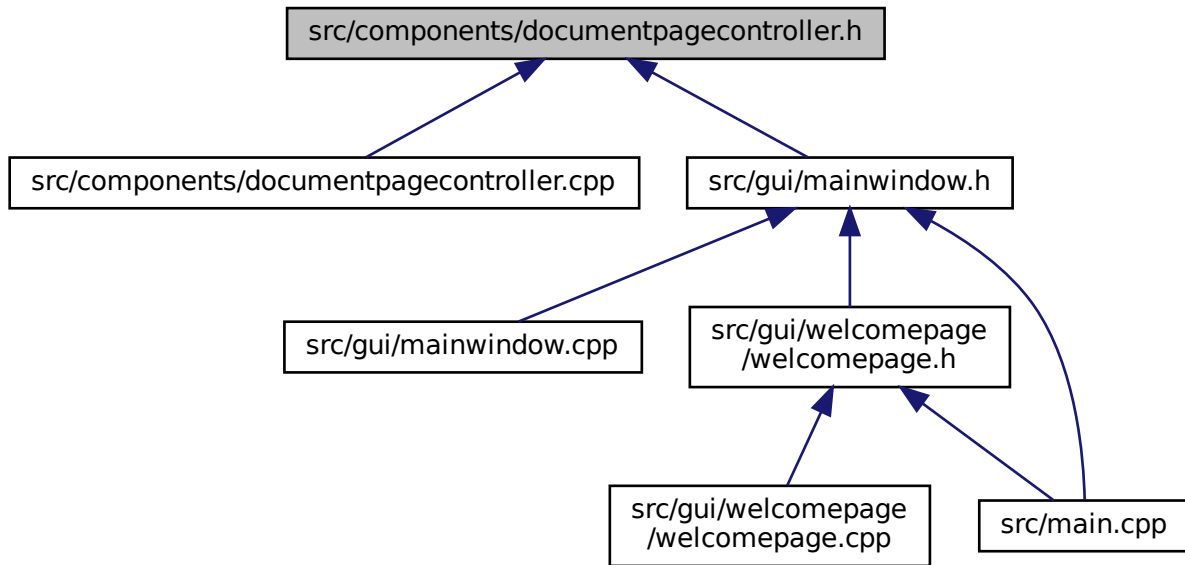 src/components/documentpagecontroller.h
src/components/documentpagecontroller.cpp
src/gui/mainwindow.h
src/gui/mainwindow.cpp
src/gui/welcomepage
/welcomepage.h
src/gui/welcomepage
/welcomepage.cpp
src/main.cpp